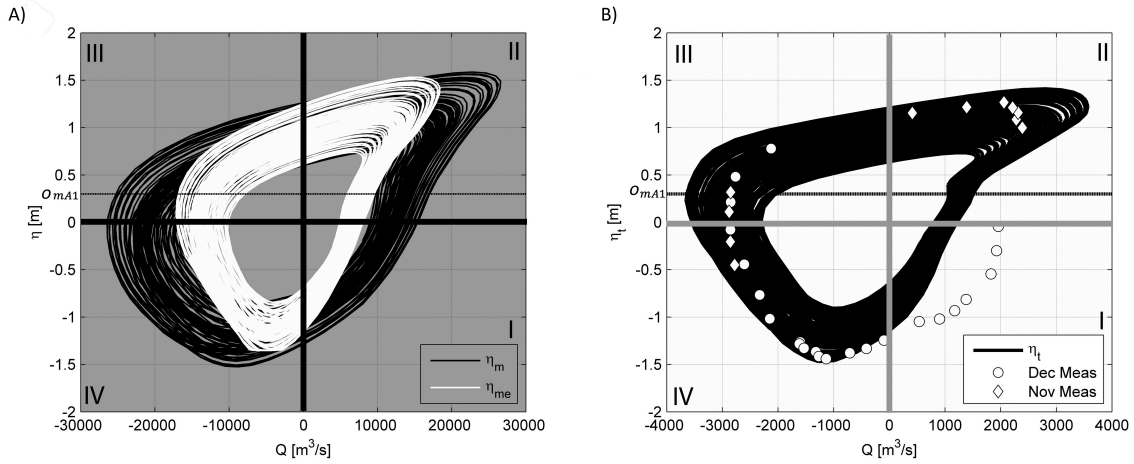 A)
B)
2
1.5
1
0.5
0
-0.5
-1
-1.5
-2
-30000 -20000 -10000 0 10000 20000 30000
Q [m³/s]
η [m]
o_mA1
III
II
I
IV
η_m
η_me
2
1.5
1
0.5
0
-0.5
-1
-1.5
-2
-4000 -3000 -2000 -1000 0 1000 2000 3000 4000
Q [m³/s]
η_t [m]
o_mA1
III
II
I
IV
η_t
Dec Meas
Nov Meas